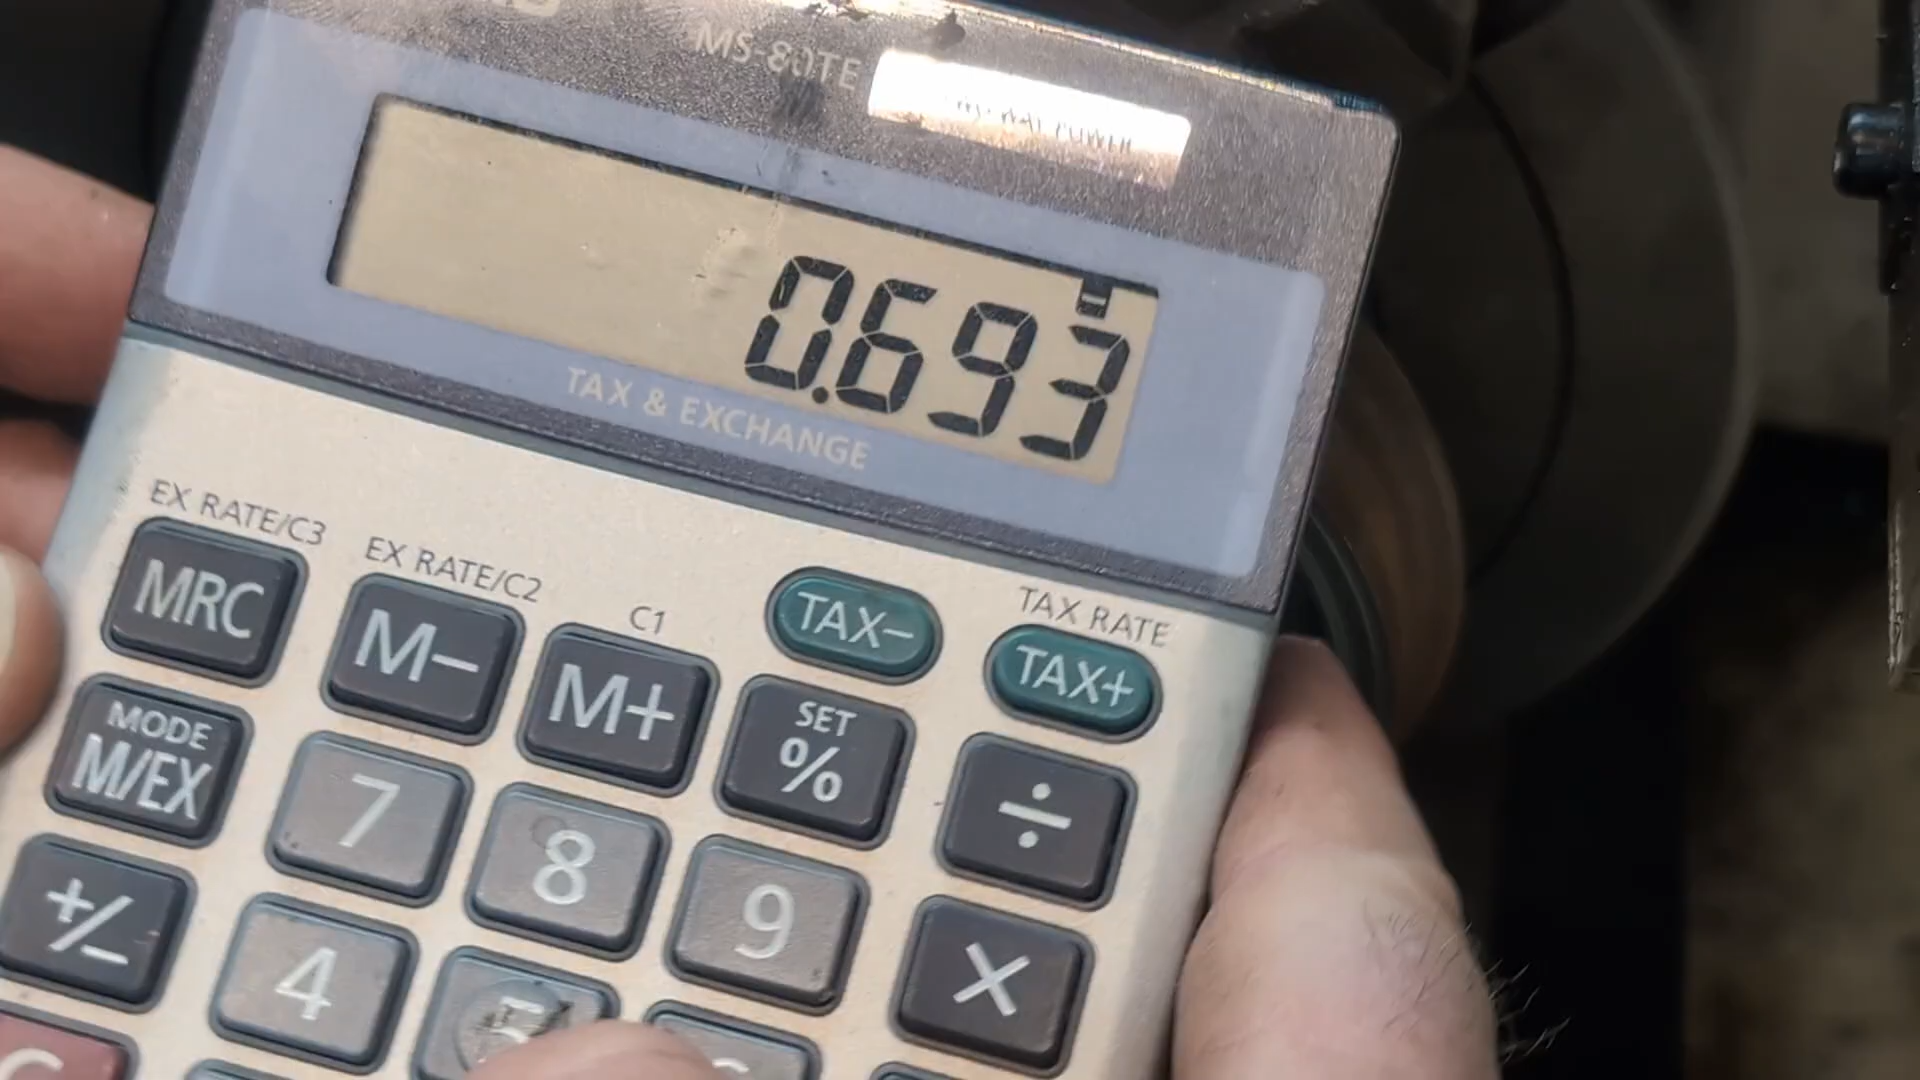 MS-80TE
0.693
=
TAX & EXCHANGE
EX RATE/C3
EX RATE/C2
C1
TAX RATE
TAX− TAX+
MRC M− M+ SET %
MODE M/EX 7 8 9 ÷
+/− 4 5 ×
C